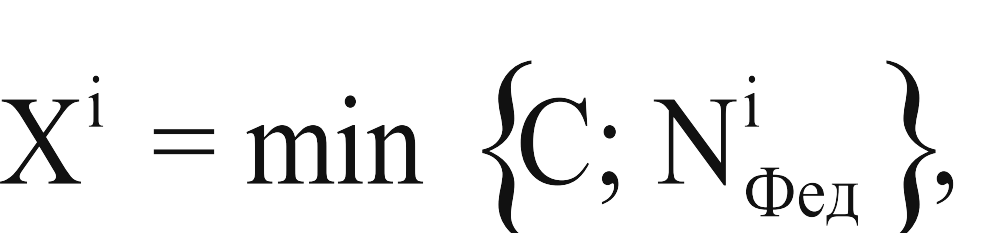 Xⁱ = min {C; Nⁱ_Фед},